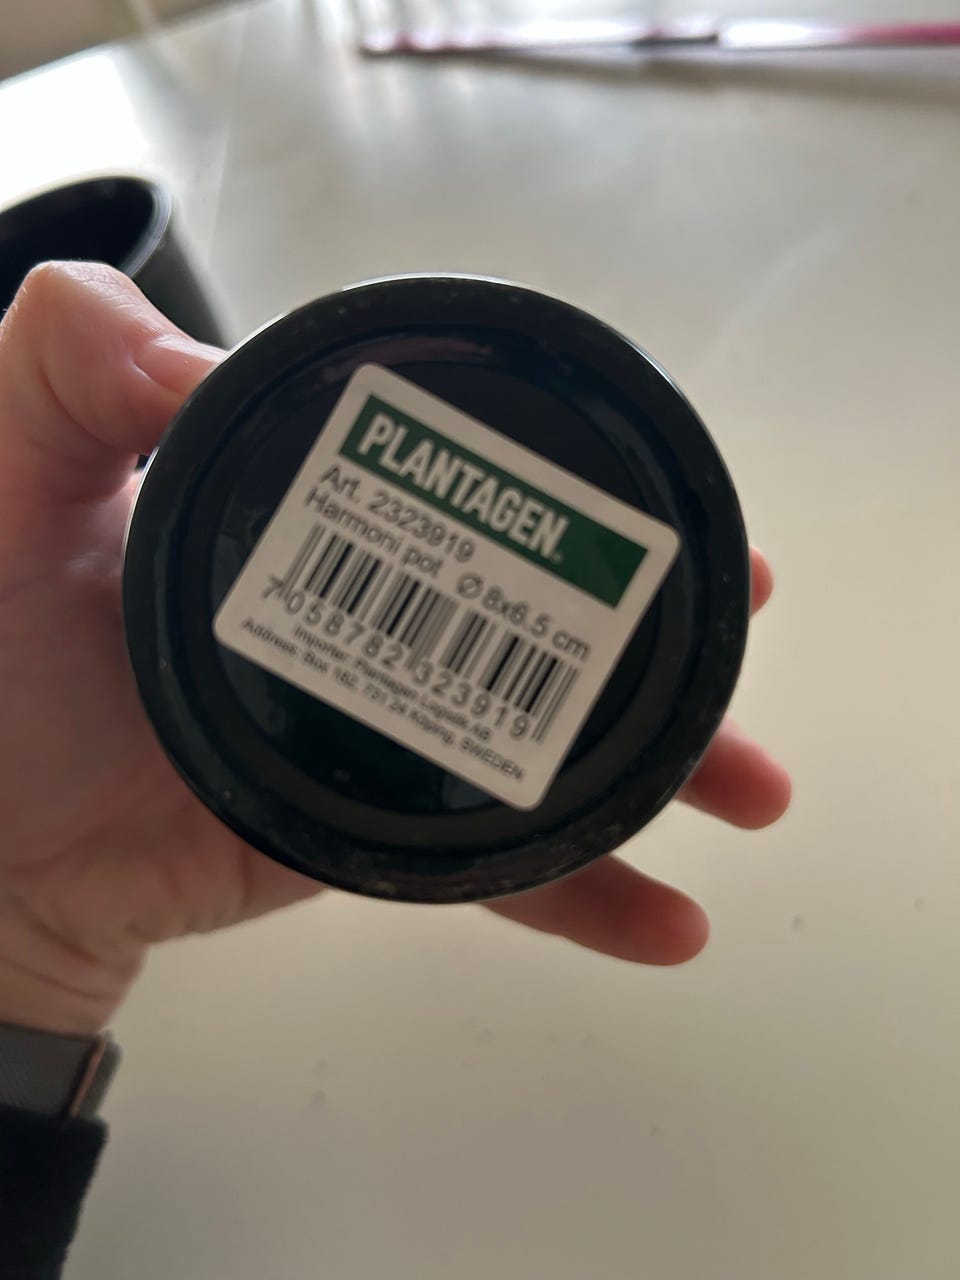 PLANTAGEN®
Art. 2323919
Harmoni pot Ø 8x6.5 cm
7 058782 323919
Importer: Plantagen Logistik AB
Address: Box 182, 731 24 Köping, SWEDEN